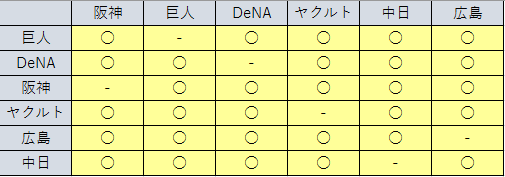 阪神 巨人 DeNA ヤクルト 中日 広島
巨人 〇 - 〇 〇 〇 〇
DeNA 〇 〇 - 〇 〇 〇
阪神 - 〇 〇 〇 〇 〇
ヤクルト 〇 〇 〇 - 〇 〇
広島 〇 〇 〇 〇 〇 -
中日 〇 〇 〇 〇 - 〇